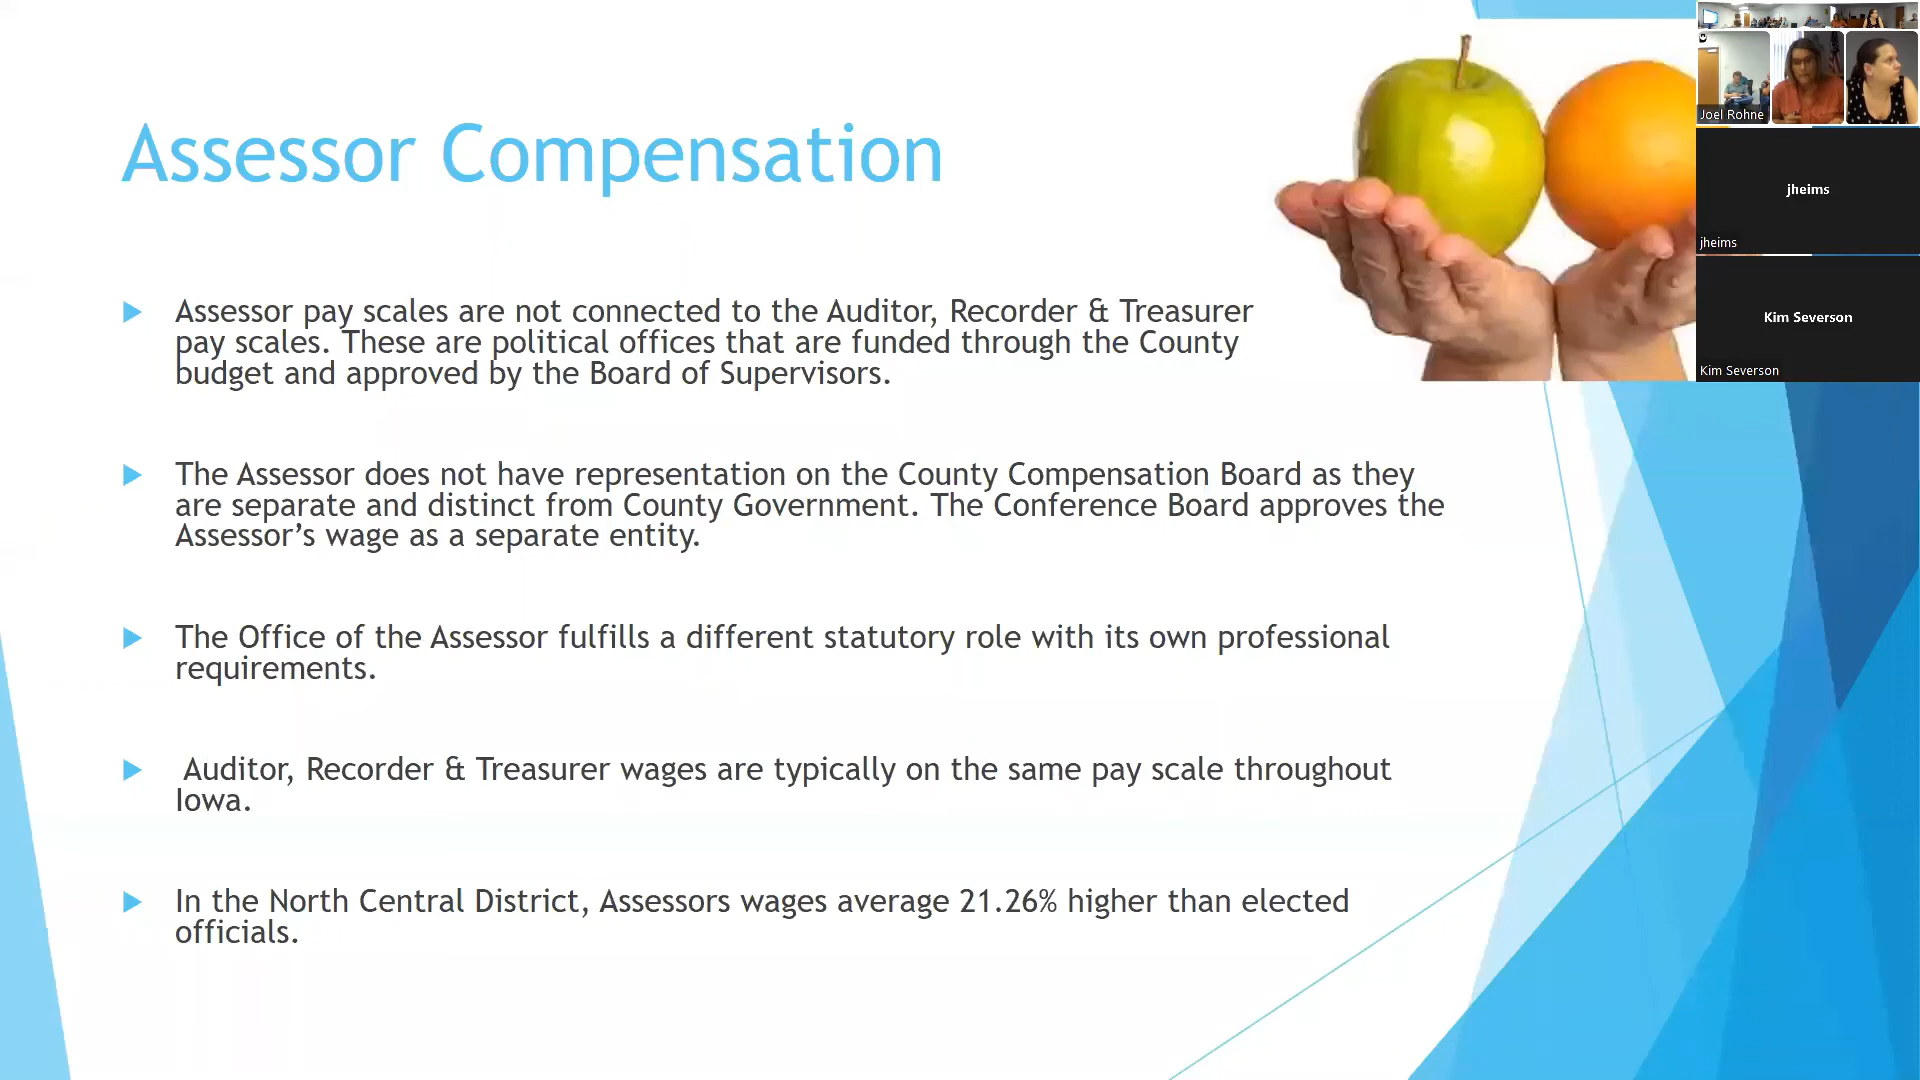 Assessor Compensation
Assessor pay scales are not connected to the Auditor, Recorder & Treasurer
pay scales. These are political offices that are funded through the County
budget and approved by the Board of Supervisors.
The Assessor does not have representation on the County Compensation Board as they
are separate and distinct from County Government. The Conference Board approves the
Assessor’s wage as a separate entity.
The Office of the Assessor fulfills a different statutory role with its own professional
requirements.
Auditor, Recorder & Treasurer wages are typically on the same pay scale throughout
Iowa.
In the North Central District, Assessors wages average 21.26% higher than elected
officials.
Joel Rohne
jheims
jheims
Kim Severson
Kim Severson